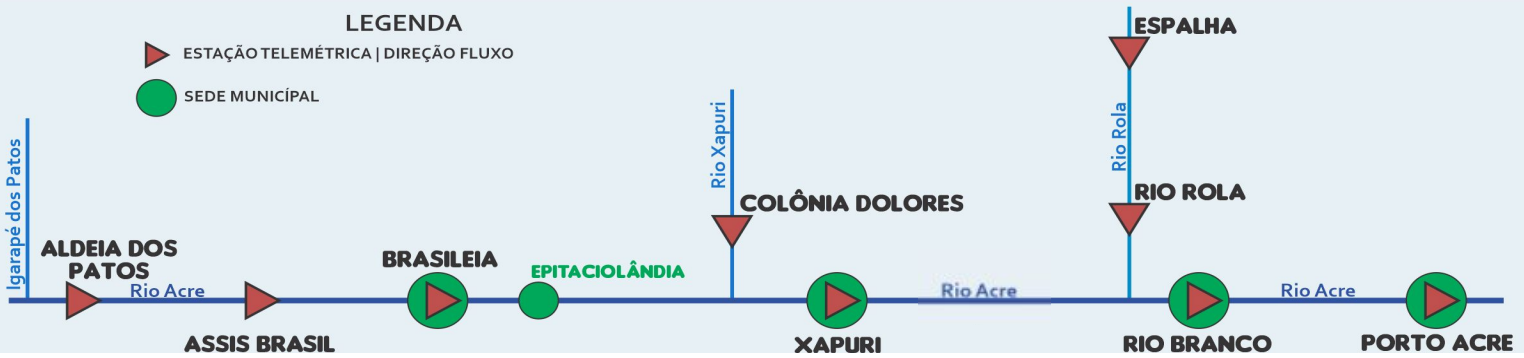 LEGENDA
ESTAÇÃO TELEMÉTRICA | DIREÇÃO FLUXO
SEDE MUNICÍPAL
Igarapé dos Patos
ALDEIA DOS
PATOS
Rio Acre
ASSIS BRASIL
BRASILEIA
EPITACIOLÂNDIA
Rio Xapuri
COLÔNIA DOLORES
XAPURI
Rio Acre
ESPALHA
Rio Rola
RIO ROLA
RIO BRANCO
Rio Acre
PORTO ACRE